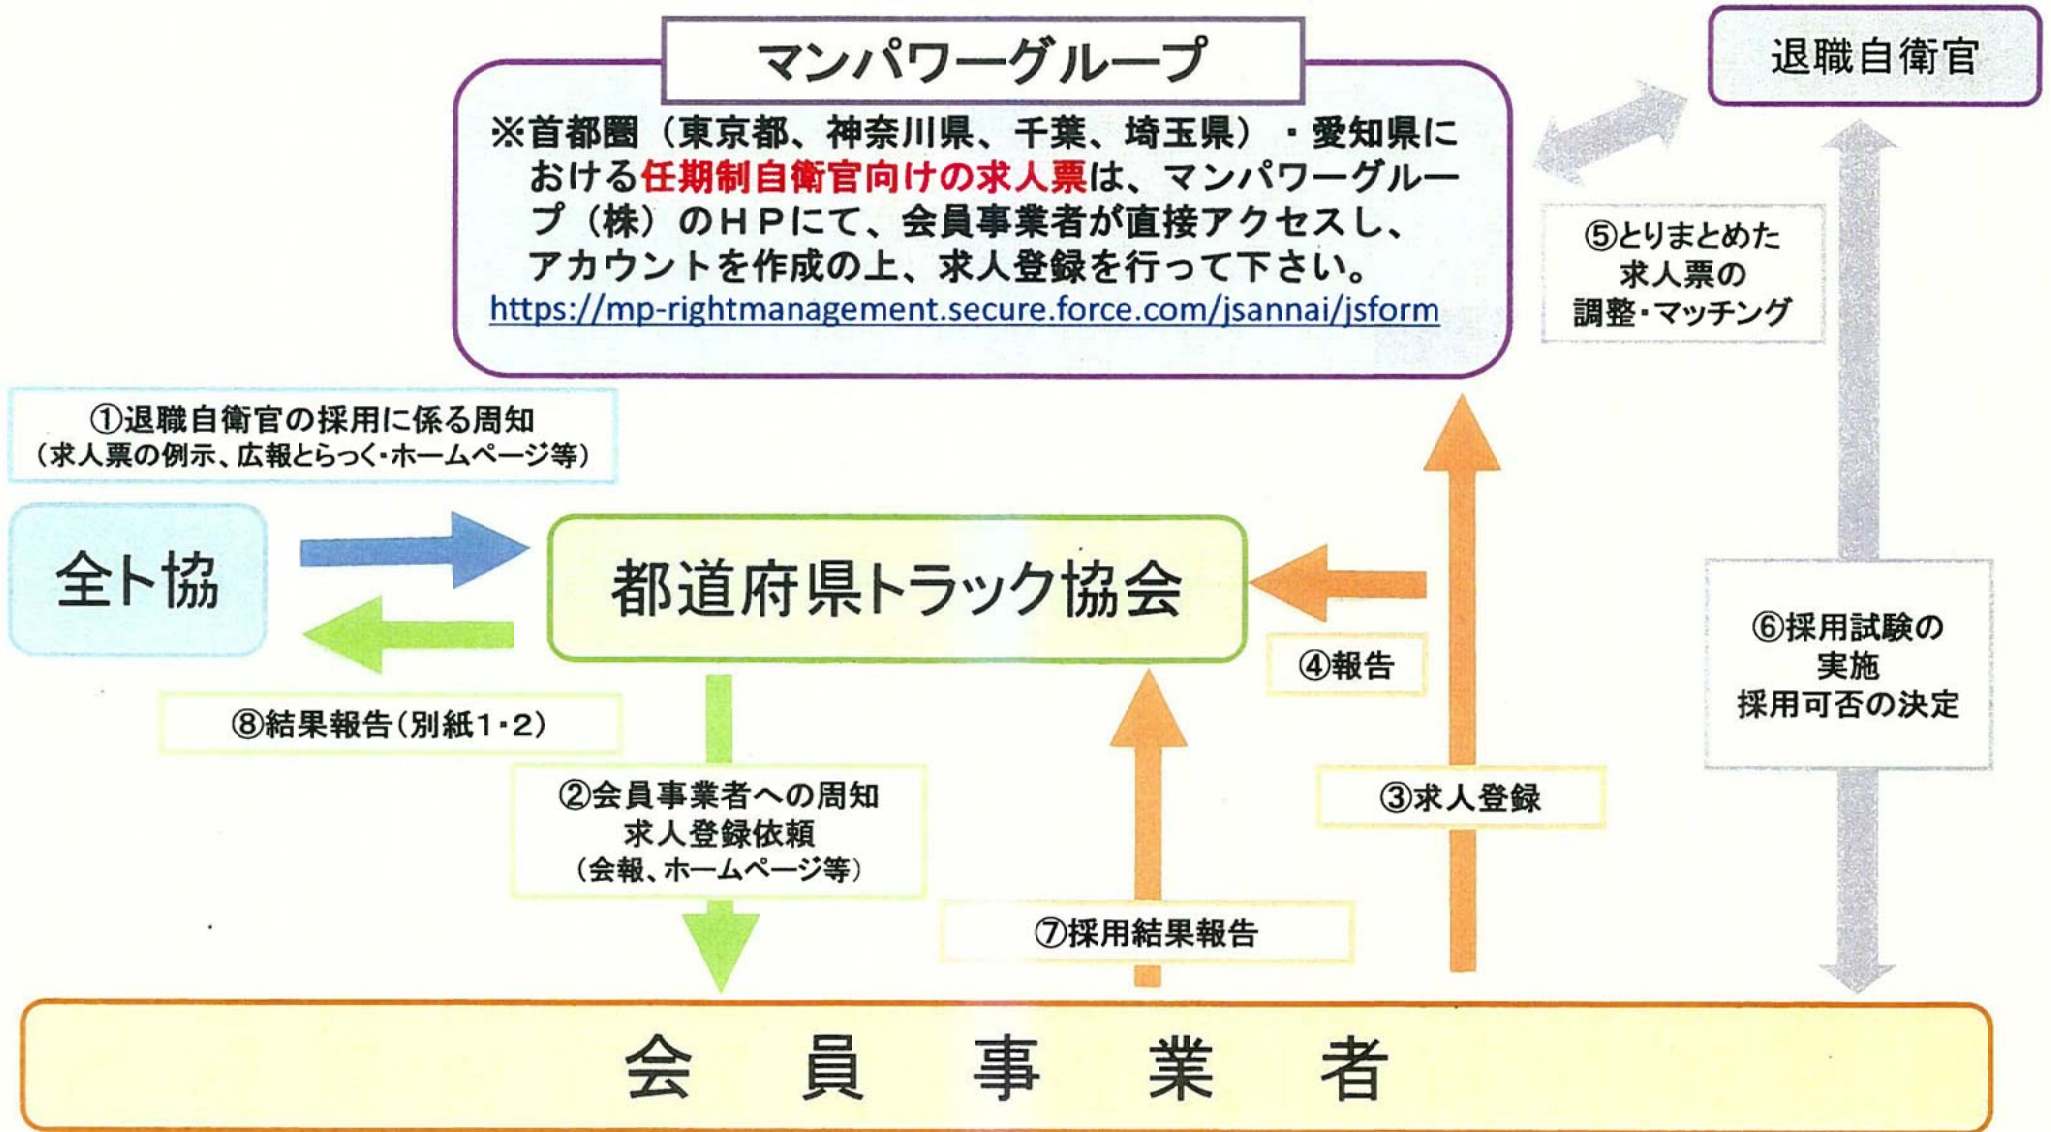 マンパワーグループ
退職自衛官
※首都圏（東京都、神奈川県、千葉、埼玉県）・愛知県に
おける任期制自衛官向けの求人票は、マンパワーグルー
プ（株）のＨＰにて、会員事業者が直接アクセスし、
アカウントを作成の上、求人登録を行って下さい。
https://mp-rightmanagement.secure.force.com/jsannai/jsform
⑤とりまとめた
求人票の
調整・マッチング
①退職自衛官の採用に係る周知
（求人票の例示、広報とらっく・ホームページ等）
全ト協
都道府県トラック協会
④報告
⑥採用試験の
実施
採用可否の決定
⑧結果報告（別紙１・２）
②会員事業者への周知
求人登録依頼
（会報、ホームページ等）
③求人登録
⑦採用結果報告
会員事業者